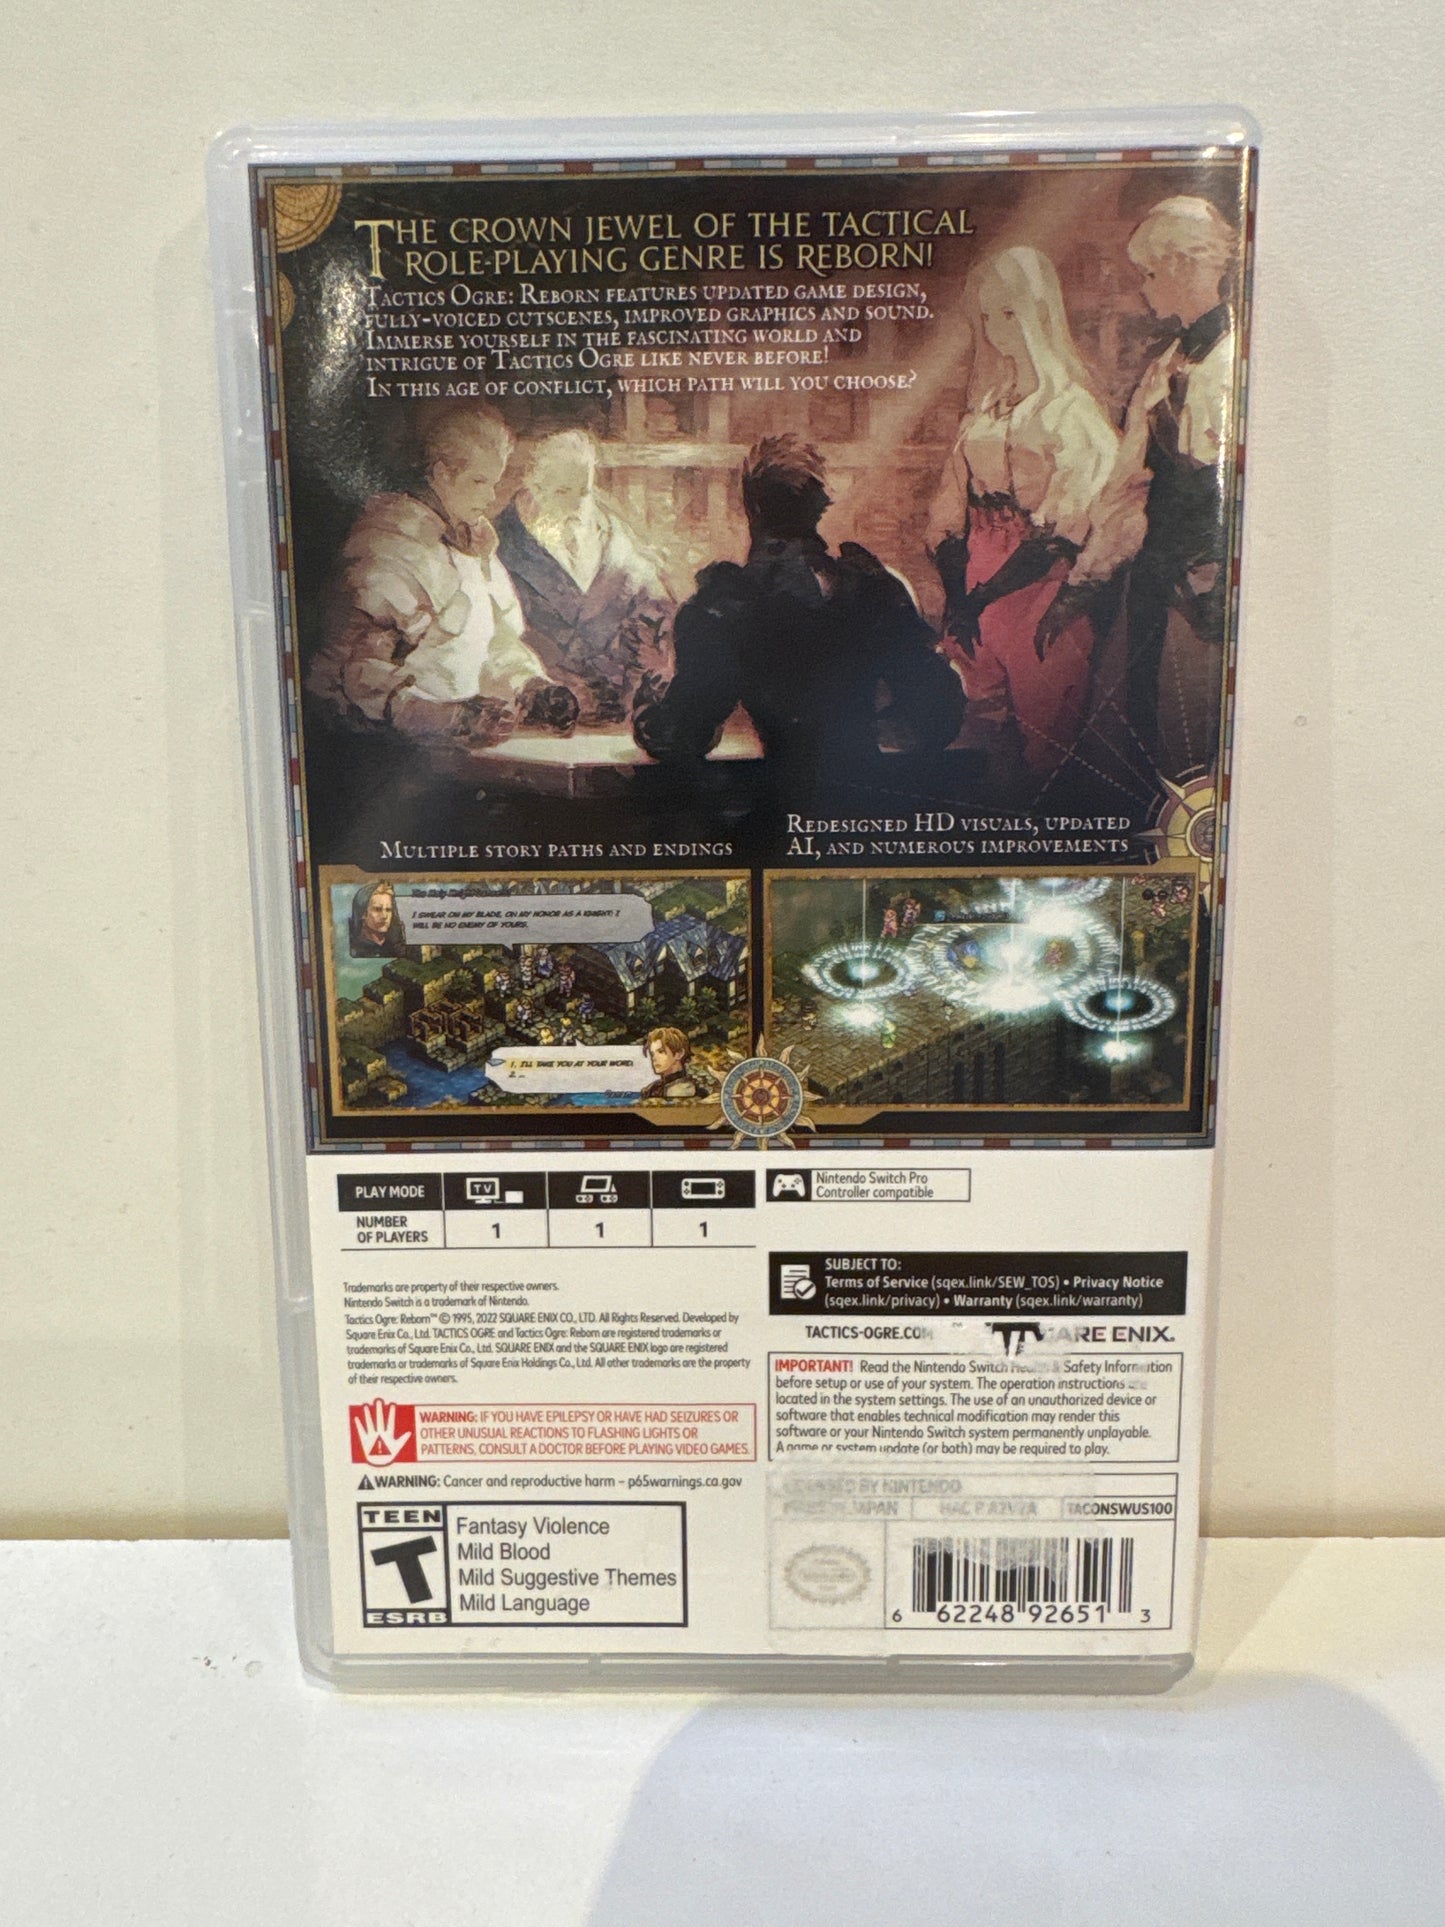 THE CROWN JEWEL OF THE TACTICAL
ROLE-PLAYING GENRE IS REBORN!
TACTICS OGRE: REBORN FEATURES UPDATED GAME DESIGN,
FULLY-VOICED CUTSCENES, IMPROVED GRAPHICS AND SOUND.
IMMERSE YOURSELF IN THE FASCINATING WORLD AND
INTRIGUE OF TACTICS OGRE LIKE NEVER BEFORE!
IN THIS AGE OF CONFLICT, WHICH PATH WILL YOU CHOOSE?
MULTIPLE STORY PATHS AND ENDINGS
REDESIGNED HD VISUALS, UPDATED
AI, AND NUMEROUS IMPROVEMENTS
The Holy Knight
I SWEAR ON MY BLADE, ON MY HONOR AS A KNIGHT: I
WILL BE NO ENEMY OF YOURS.
1. I'LL TAKE YOU AT YOUR WORD.
2. ...
PLAY MODE
TV
NUMBER
OF PLAYERS
1
1
1
Nintendo Switch Pro
Controller compatible
SUBJECT TO:
Terms of Service (sqex.link/SEW_TOS) • Privacy Notice
(sqex.link/privacy) • Warranty (sqex.link/warranty)
Trademarks are property of their respective owners.
Nintendo Switch is a trademark of Nintendo.
Tactics Ogre: Reborn™ © 1995, 2022 SQUARE ENIX CO., LTD. All Rights Reserved. Developed by
Square Enix Co., Ltd. TACTICS OGRE and Tactics Ogre: Reborn are registered trademarks or
trademarks of Square Enix Co., Ltd. SQUARE ENIX and the SQUARE ENIX logo are registered
trademarks or trademarks of Square Enix Holdings Co., Ltd. All other trademarks are the property
of their respective owners.
TACTICS-OGRE.COM
ARE ENIX.
IMPORTANT! Read the Nintendo Switch Health & Safety Information
before setup or use of your system. The operation instructions are
located in the system settings. The use of an unauthorized device or
software that enables technical modification may render this
software or your Nintendo Switch system permanently unplayable.
A game or system update (or both) may be required to play.
WARNING: IF YOU HAVE EPILEPSY OR HAVE HAD SEIZURES OR
OTHER UNUSUAL REACTIONS TO FLASHING LIGHTS OR
PATTERNS, CONSULT A DOCTOR BEFORE PLAYING VIDEO GAMES.
WARNING: Cancer and reproductive harm – p65warnings.ca.gov
LICENSED BY NINTENDO
MADE IN JAPAN
HAC P A2V7A
TACONSWUS100
TEEN
T
ESRB
Fantasy Violence
Mild Blood
Mild Suggestive Themes
Mild Language
6 62248 92651 3